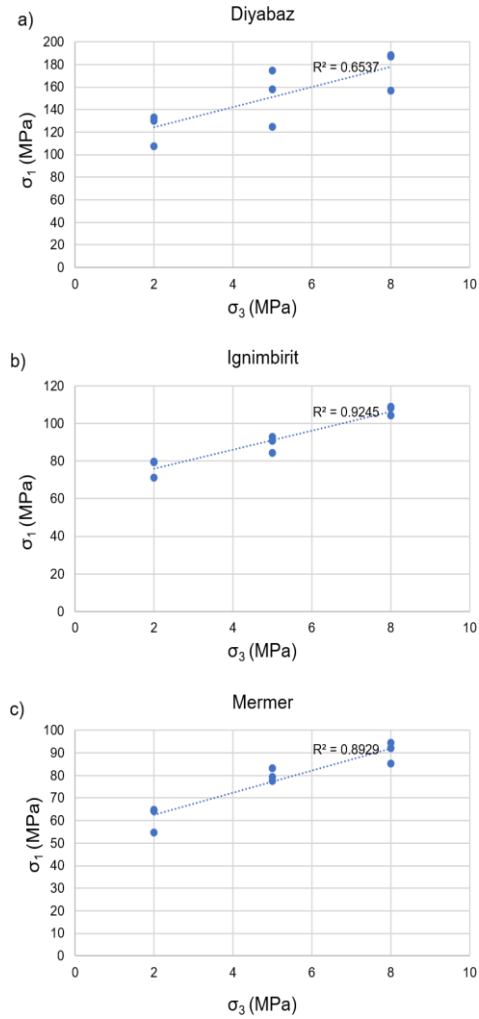 a)
Diyabaz
200
180
160
140
120
100
80
60
40
20
0
R² = 0.6537
σ₁ (MPa)
0 2 4 6 8 10
σ₃ (MPa)
b)
Ignimbirit
120
100
80
60
40
20
0
R² = 0.9245
σ₁ (MPa)
0 2 4 6 8 10
σ₃ (MPa)
c)
Mermer
100
90
80
70
60
50
40
30
20
10
0
R² = 0.8929
σ₁ (MPa)
0 2 4 6 8 10
σ₃ (MPa)